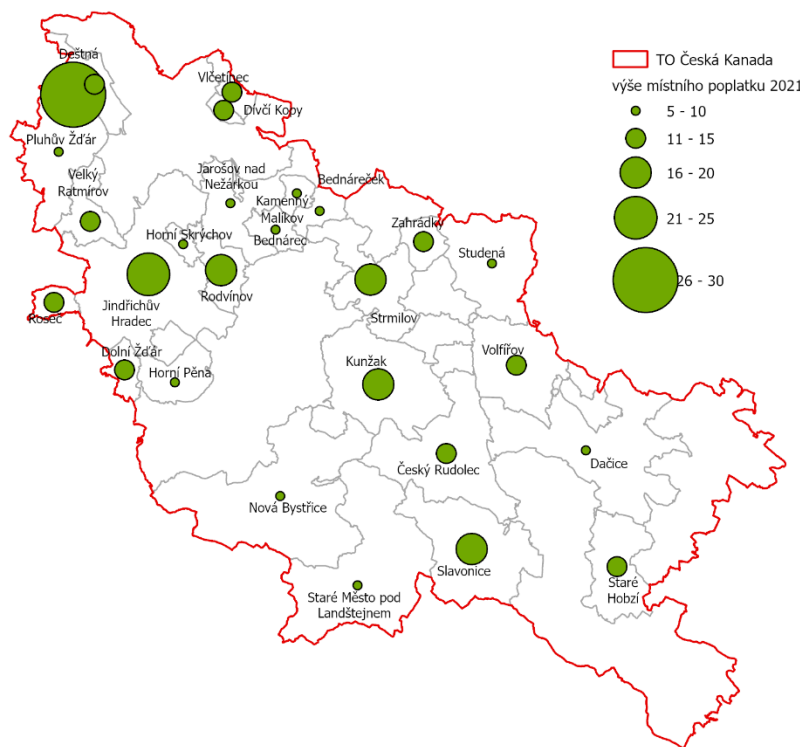 Deštná
Vlčetínec
Dívčí Kopy
Pluhův Žďár
Velký
Ratmírov
Jarošov nad
Nežárkou
Bednáreček
Kamenný
Malíkov
Bednárec
Horní Skrýchov
Zahrádky
Studená
Jindřichův
Hradec
Rodvínov
Strmilov
Roseč
Dolní Žďár
Horní Pěna
Kunžak
Volfířov
Český Rudolec
Dačice
Nová Bystřice
Slavonice
Staré
Hobzí
Staré Město pod
Landštejnem
TO Česká Kanada
výše místního poplatku 2021
5 - 10
11 - 15
16 - 20
21 - 25
26 - 30